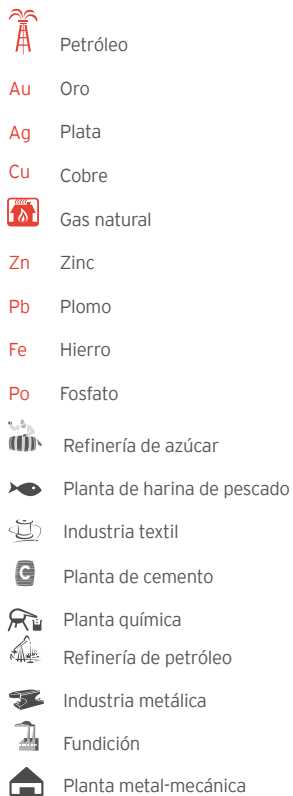 Petróleo
Au Oro
Ag Plata
Cu Cobre
Gas natural
Zn Zinc
Pb Plomo
Fe Hierro
Po Fosfato
Refinería de azúcar
Planta de harina de pescado
Industria textil
C Planta de cemento
Planta química
Refinería de petróleo
Industria metálica
Fundición
Planta metal-mecánica